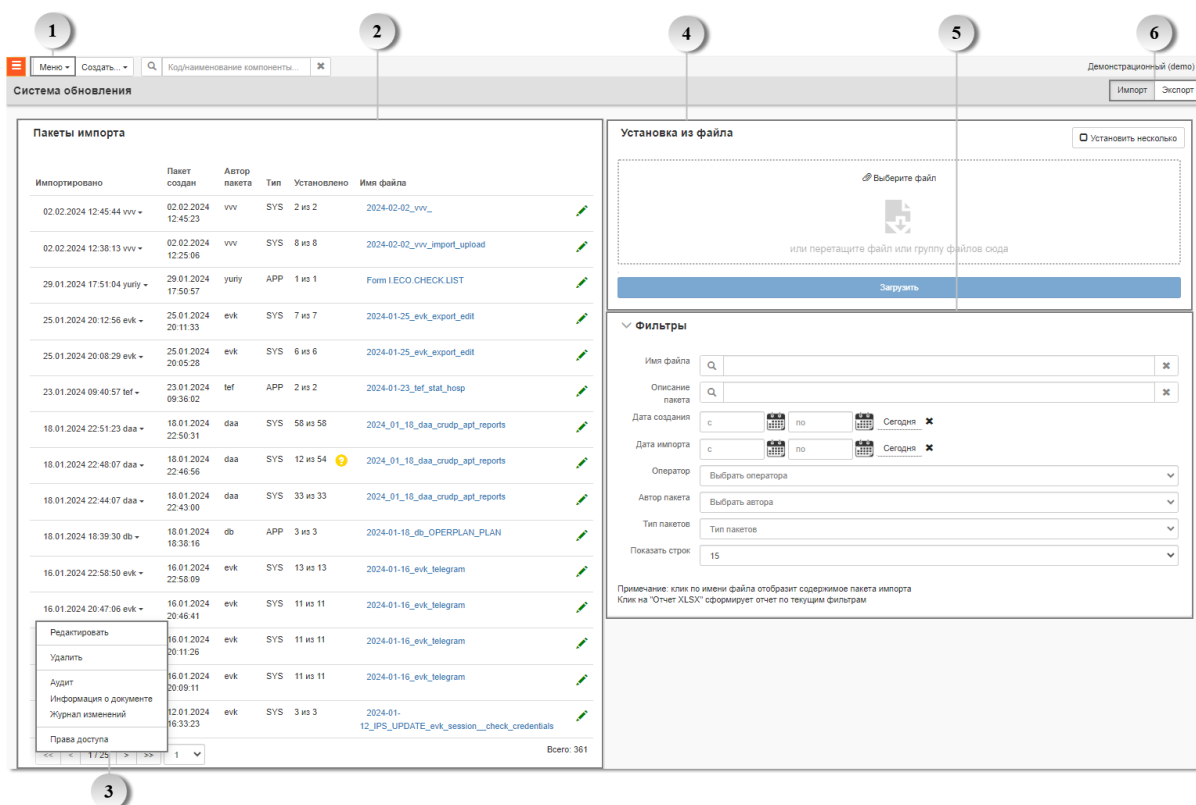 1
2
4
5
6
Меню Создать... Код/наименование компоненты... Демонстрационный (demo)
Система обновления Импорт Экспорт
Пакеты импорта
Импортировано Пакет создан Автор пакета Тип Установлено Имя файла
02.02.2024 12:45:44 vvv 02.02.2024 12:45:23 vvv SYS 2 из 2 2024-02-02_vvv_
02.02.2024 12:38:13 vvv 02.02.2024 12:25:06 vvv SYS 8 из 8 2024-02-02_vvv_import_upload
29.01.2024 17:51:04 yuriy 29.01.2024 17:50:57 yuriy APP 1 из 1 Form I.ECO.CHECK.LIST
25.01.2024 20:12:56 evk 25.01.2024 20:11:33 evk SYS 7 из 7 2024-01-25_evk_export_edit
25.01.2024 20:08:29 evk 25.01.2024 20:05:28 evk SYS 6 из 6 2024-01-25_evk_export_edit
23.01.2024 09:40:57 tef 23.01.2024 09:36:02 tef APP 2 из 2 2024-01-23_tef_stat_hosp
18.01.2024 22:51:23 daa 18.01.2024 22:50:31 daa SYS 58 из 58 2024_01_18_daa_crudp_apt_reports
18.01.2024 22:48:07 daa 18.01.2024 22:46:56 daa SYS 12 из 54 ? 2024_01_18_daa_crudp_apt_reports
18.01.2024 22:44:07 daa 18.01.2024 22:43:00 daa SYS 33 из 33 2024_01_18_daa_crudp_apt_reports
18.01.2024 18:39:30 db 18.01.2024 18:38:16 db APP 3 из 3 2024-01-18_db_OPERPLAN_PLAN
16.01.2024 22:58:50 evk 16.01.2024 22:58:09 evk SYS 13 из 13 2024-01-16_evk_telegram
16.01.2024 20:47:06 evk 16.01.2024 20:46:41 evk SYS 11 из 11 2024-01-16_evk_telegram
16.01.2024 20:11:26 evk SYS 11 из 11 2024-01-16_evk_telegram
16.01.2024 20:09:11 evk SYS 11 из 11 2024-01-16_evk_telegram
12.01.2024 16:33:23 evk SYS 3 из 3 2024-01-12_IPS_UPDATE_evk_session__check_credentials
Редактировать
Удалить
Аудит
Информация о документе
Журнал изменений
Права доступа
<< < 1 / 25 > >> 1 Всего: 361
3
Установка из файла Установить несколько
Выберите файл
или перетащите файл или группу файлов сюда
Загрузить
Фильтры
Имя файла
Описание пакета
Дата создания с по Сегодня
Дата импорта с по Сегодня
Оператор Выбрать оператора
Автор пакета Выбрать автора
Тип пакетов Тип пакетов
Показать строк 15
Примечание: клик по имени файла отобразит содержимое пакета импорта
Клик на "Отчет XLSX" сформирует отчет по текущим фильтрам